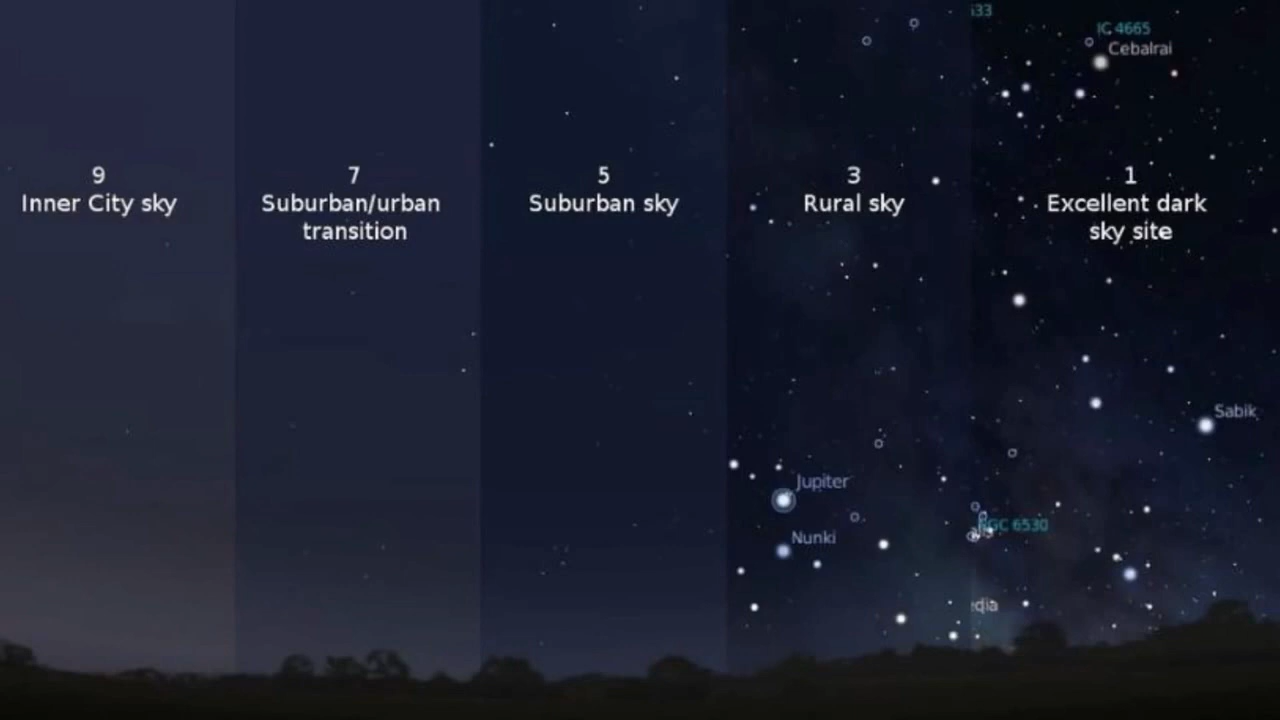 9
Inner City sky
7
Suburban/urban
transition
5
Suburban sky
3
Rural sky
1
Excellent dark
sky site
IC 4665
Cebalrai
Sabik
Jupiter
Nunki
NGC 6530